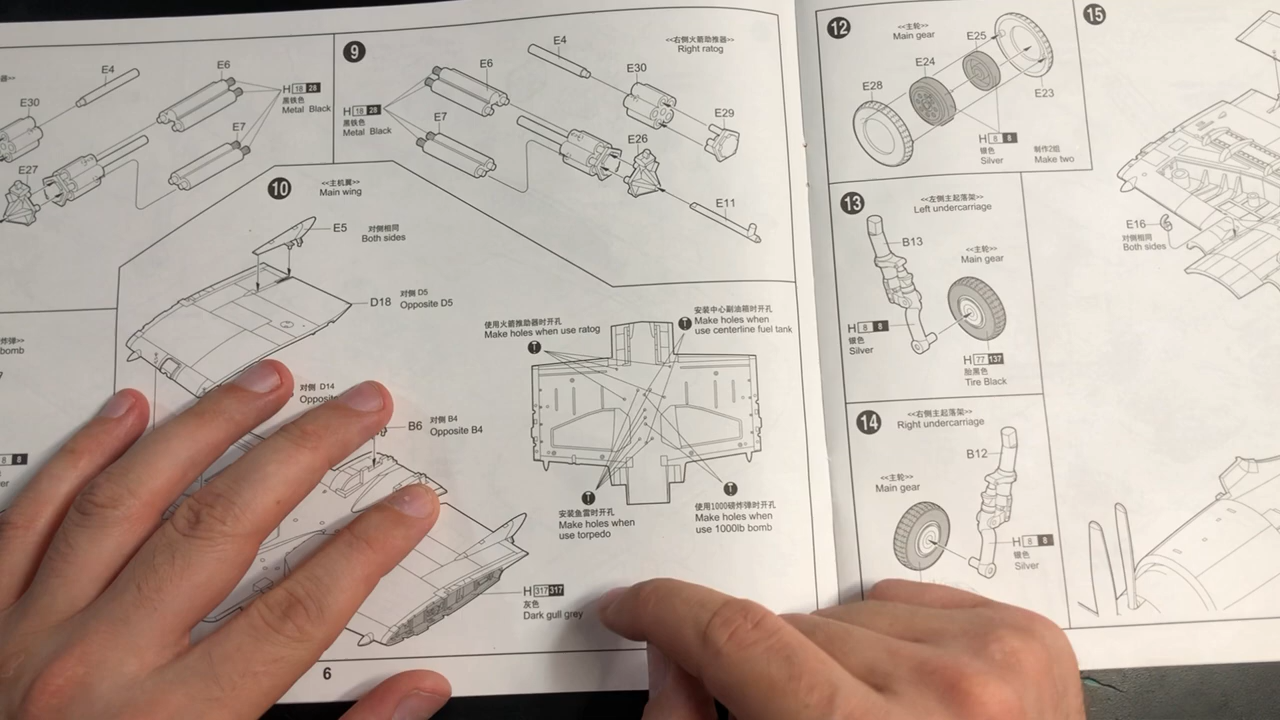 器>>
E30
E4
E6
H 18 28
黑铁色
Metal Black
E7
E27
9
<<右侧火箭助推器>>
Right ratog
E4
E6
E30
H 18 28
黑铁色
Metal Black
E7
E26
E29
E11
10
<<主机翼>>
Main wing
E5
对侧相同
Both sides
D18
对侧 D5
Opposite D5
炸弹>>
bomb
7
对侧 D14
Opposit
B6
对侧 B4
Opposite B4
8 8
er
使用火箭推动器时开孔
Make holes when use ratog
T
安装中心副油箱时开孔
T Make holes when
use centerline fuel tank
T
安装鱼雷时开孔
Make holes when
use torpedo
T
使用1000磅炸弹时开孔
Make holes when
use 1000lb bomb
H 317 317
灰色
Dark gull grey
6
12
<<主轮>>
Main gear
E25
E24
E28
E23
H 8 8
银色
Silver
制作2组
Make two
13
<<左侧主起落架>>
Left undercarriage
B13
<<主轮>>
Main gear
H 8 8
银色
Silver
H 77 137
胎黑色
Tire Black
14
<<右侧主起落架>>
Right undercarriage
B12
<<主轮>>
Main gear
H 8 8
银色
Silver
15
E16
对侧相同
Both sides